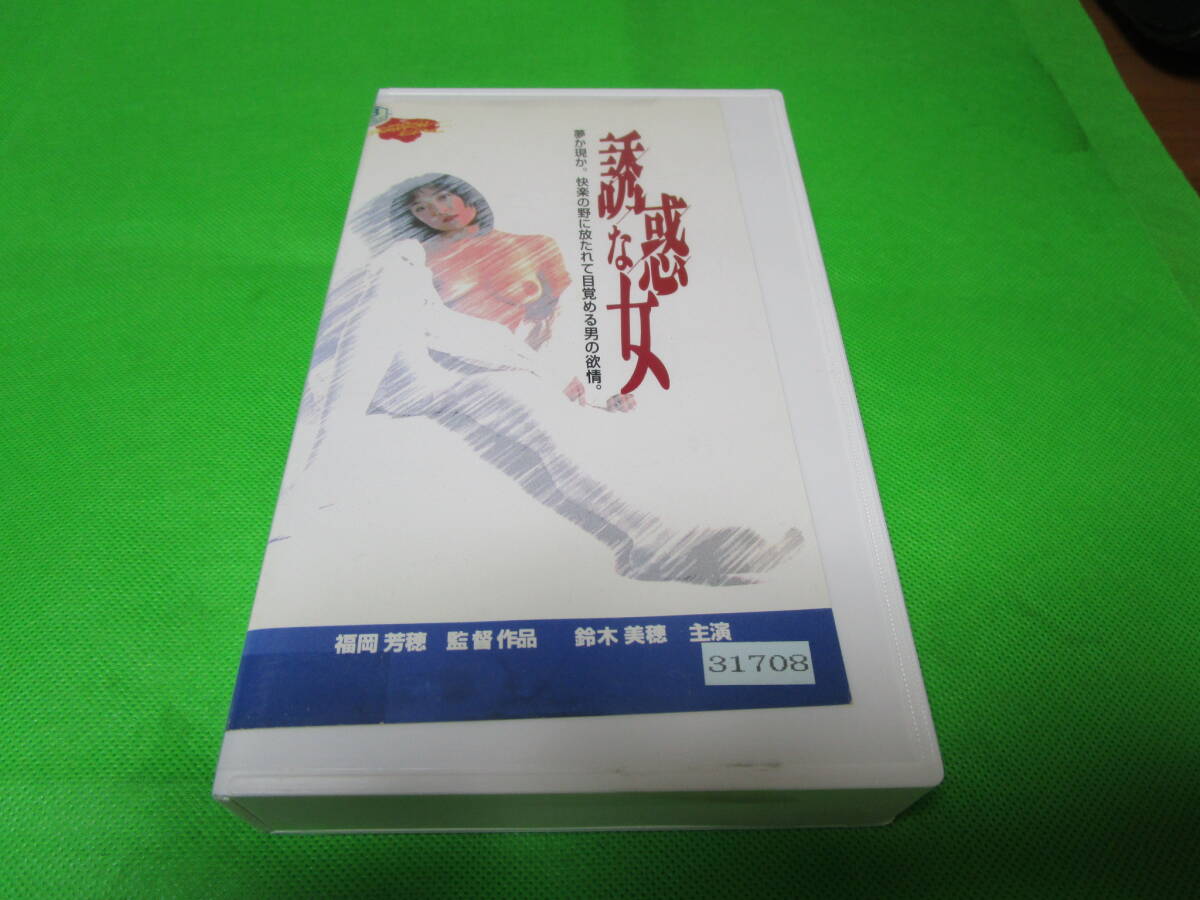 誘惑な女
夢か現か。快楽の野に放たれて目覚める男の欲情。
福岡 芳穂 監督作品 鈴木 美穂 主演
31708